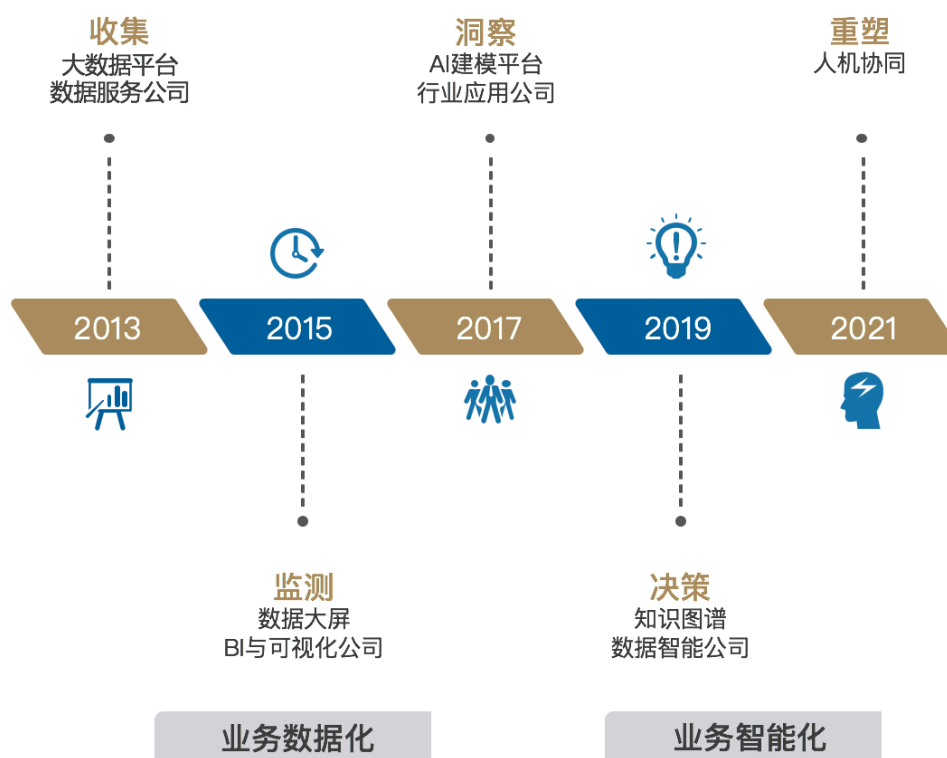 收集
大数据平台
数据服务公司
洞察
AI建模平台
行业应用公司
重塑
人机协同
2013
2015
2017
2019
2021
监测
数据大屏
BI与可视化公司
决策
知识图谱
数据智能公司
业务数据化
业务智能化